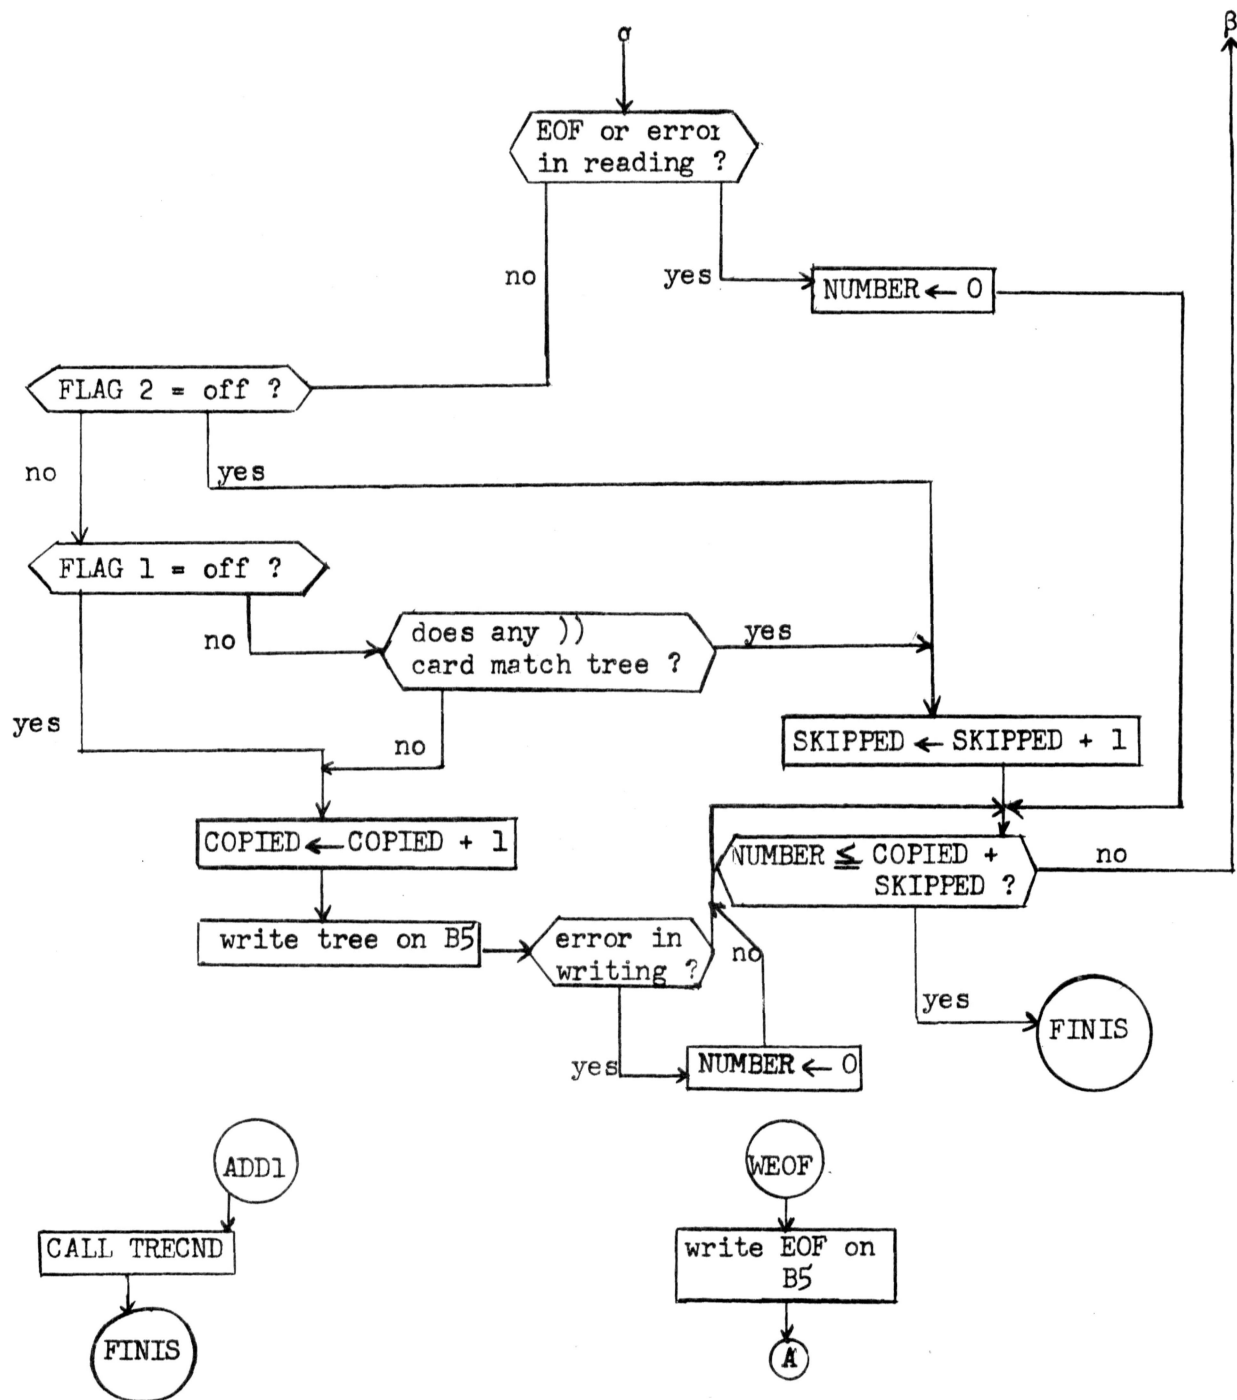 α
β
EOF or error
in reading ?
no
yes
NUMBER ← 0
FLAG 2 = off ?
no
yes
FLAG 1 = off ?
no
does any ))
card match tree ?
yes
yes
no
SKIPPED ← SKIPPED + 1
COPIED ← COPIED + 1
NUMBER ≦ COPIED +
SKIPPED ?
no
write tree on B5
error in
writing ?
no
yes
FINIS
yes
NUMBER ← 0
ADD1
WEOF
CALL TRECND
write EOF on
B5
FINIS
A